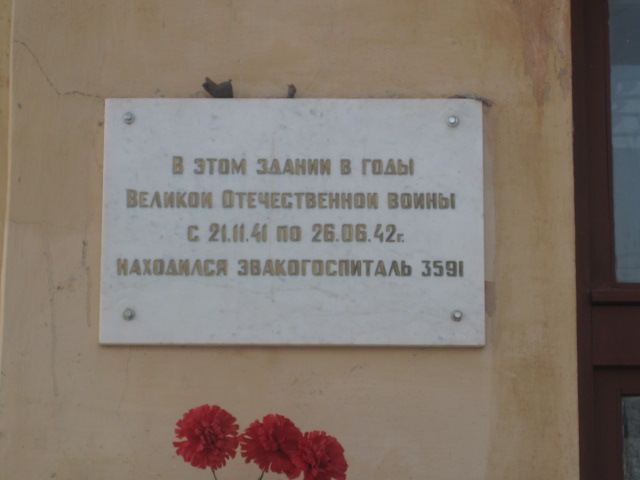 В ЭТОМ ЗДАНИИ В ГОДЫ
ВЕЛИКОЙ ОТЕЧЕСТВЕННОЙ ВОЙНЫ
С 21.11.41 ПО 26.06.42г.
НАХОДИЛСЯ ЭВАКОГОСПИТАЛЬ 3591